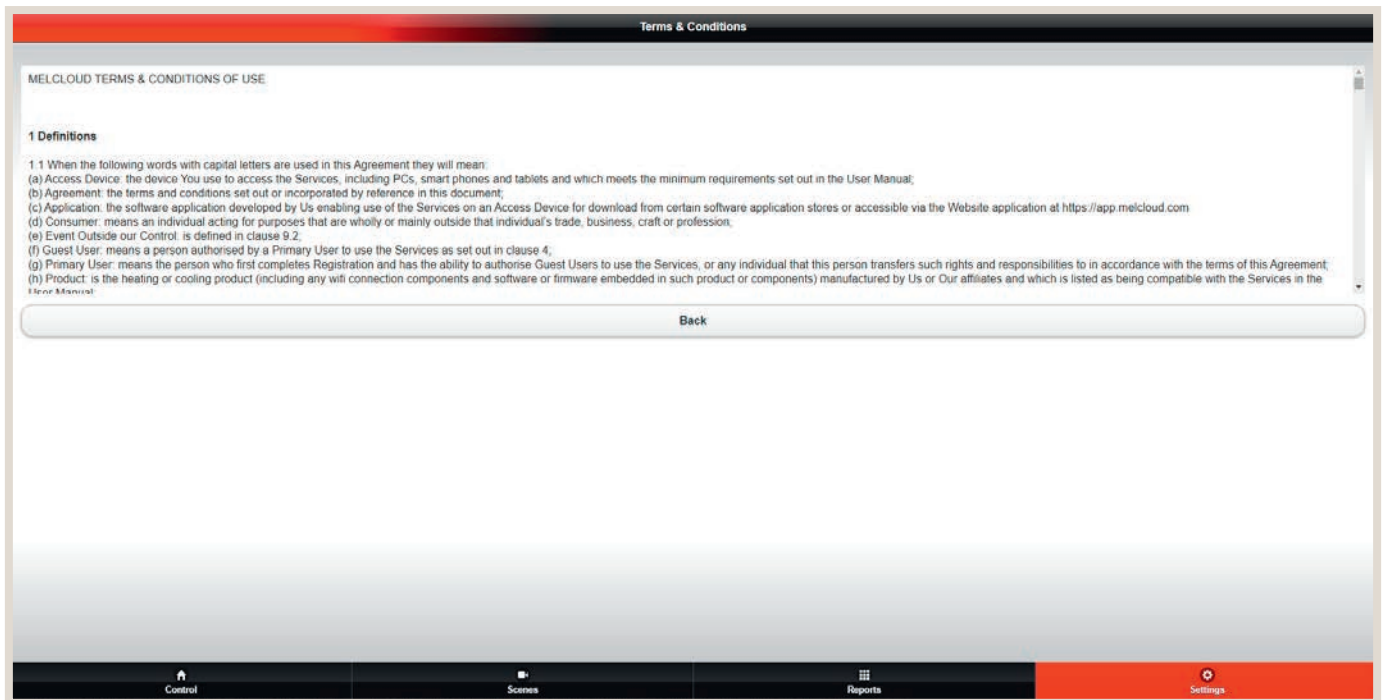 Terms & Conditions
MELCLOUD TERMS & CONDITIONS OF USE
1 Definitions
1.1 When the following words with capital letters are used in this Agreement they will mean:
(a) Access Device: the device You use to access the Services, including PCs, smart phones and tablets and which meets the minimum requirements set out in the User Manual;
(b) Agreement: the terms and conditions set out or incorporated by reference in this document;
(c) Application: the software application developed by Us enabling use of the Services on an Access Device for download from certain software application stores or accessible via the Website application at https://app.melcloud.com
(d) Consumer: means an individual acting for purposes that are wholly or mainly outside that individual's trade, business, craft or profession;
(e) Event Outside our Control: is defined in clause 9.2;
(f) Guest User: means a person authorised by a Primary User to use the Services as set out in clause 4;
(g) Primary User: means the person who first completes Registration and has the ability to authorise Guest Users to use the Services, or any individual that this person transfers such rights and responsibilities to in accordance with the terms of this Agreement;
(h) Product: is the heating or cooling product (including any wifi connection components and software or firmware embedded in such product or components) manufactured by Us or Our affiliates and which is listed as being compatible with the Services in the
User Manual;
Back
Control
Scenes
Reports
Settings